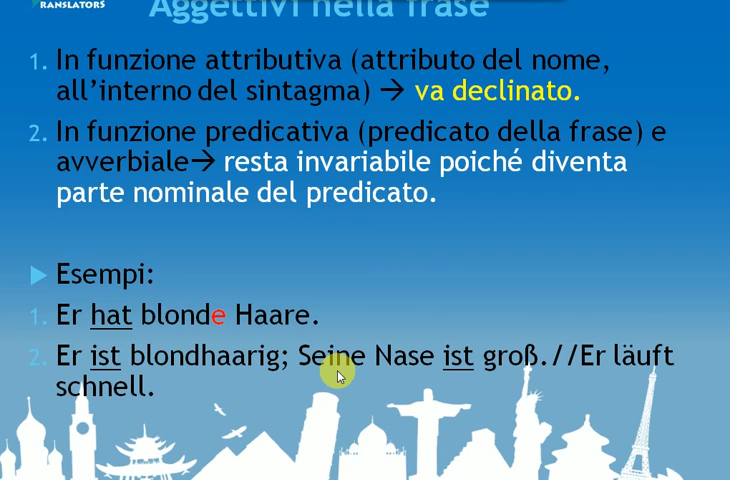 TRANSLATORS
Aggettivi nella frase
1. In funzione attributiva (attributo del nome,
all’interno del sintagma) → va declinato.
2. In funzione predicativa (predicato della frase) e
avverbiale→ resta invariabile poiché diventa
parte nominale del predicato.
Esempi:
1. Er hat blonde Haare.
2. Er ist blondhaarig; Seine Nase ist groß.//Er läuft
schnell.